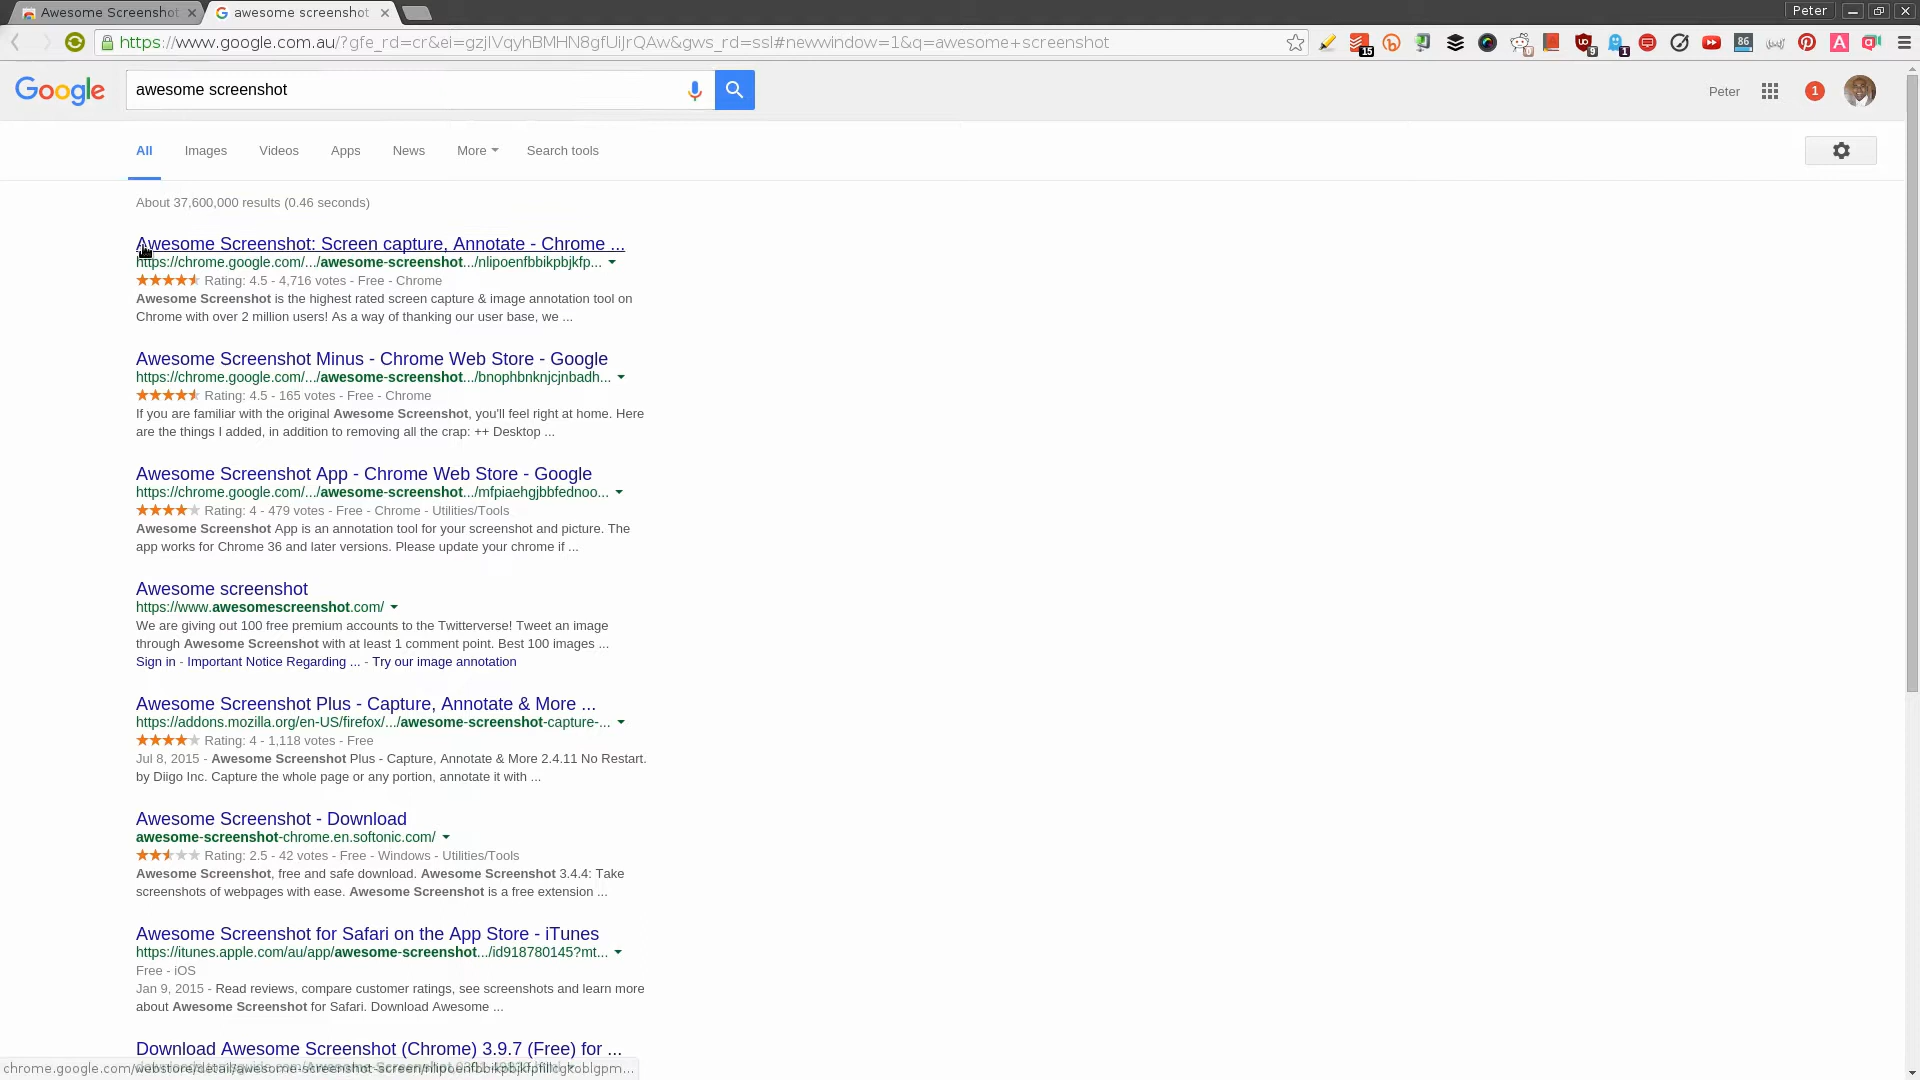 Awesome Screenshot
awesome screenshot
Peter
https://www.google.com.au/?gfe_rd=cr&ei=gzjIVqyhBMHN8gfUiJrQAw&gws_rd=ssl#newwindow=1&q=awesome+screenshot
15
0
9
1
86
Google
awesome screenshot
Peter
1
All
Images
Videos
Apps
News
More
Search tools
About 37,600,000 results (0.46 seconds)
Awesome Screenshot: Screen capture, Annotate - Chrome ...
https://chrome.google.com/.../awesome-screenshot.../nlipoenfbbikpbjkfp...
Rating: 4.5 - 4,716 votes - Free - Chrome
Awesome Screenshot is the highest rated screen capture & image annotation tool on
Chrome with over 2 million users! As a way of thanking our user base, we ...
Awesome Screenshot Minus - Chrome Web Store - Google
https://chrome.google.com/.../awesome-screenshot.../bnophbnknjcjnbadh...
Rating: 4.5 - 165 votes - Free - Chrome
If you are familiar with the original Awesome Screenshot, you'll feel right at home. Here
are the things I added, in addition to removing all the crap: ++ Desktop ...
Awesome Screenshot App - Chrome Web Store - Google
https://chrome.google.com/.../awesome-screenshot.../mfpiaehgjbbfednoo...
Rating: 4 - 479 votes - Free - Chrome - Utilities/Tools
Awesome Screenshot App is an annotation tool for your screenshot and picture. The
app works for Chrome 36 and later versions. Please update your chrome if ...
Awesome screenshot
https://www.awesomescreenshot.com/
We are giving out 100 free premium accounts to the Twitterverse! Tweet an image
through Awesome Screenshot with at least 1 comment point. Best 100 images ...
Sign in - Important Notice Regarding ... - Try our image annotation
Awesome Screenshot Plus - Capture, Annotate & More ...
https://addons.mozilla.org/en-US/firefox/.../awesome-screenshot-capture-...
Rating: 4 - 1,118 votes - Free
Jul 8, 2015 - Awesome Screenshot Plus - Capture, Annotate & More 2.4.11 No Restart.
by Diigo Inc. Capture the whole page or any portion, annotate it with ...
Awesome Screenshot - Download
awesome-screenshot-chrome.en.softonic.com/
Rating: 2.5 - 42 votes - Free - Windows - Utilities/Tools
Awesome Screenshot, free and safe download. Awesome Screenshot 3.4.4: Take
screenshots of webpages with ease. Awesome Screenshot is a free extension ...
Awesome Screenshot for Safari on the App Store - iTunes
https://itunes.apple.com/au/app/awesome-screenshot.../id918780145?mt...
Free - iOS
Jan 9, 2015 - Read reviews, compare customer ratings, see screenshots and learn more
about Awesome Screenshot for Safari. Download Awesome ...
Download Awesome Screenshot (Chrome) 3.9.7 (Free) for ...